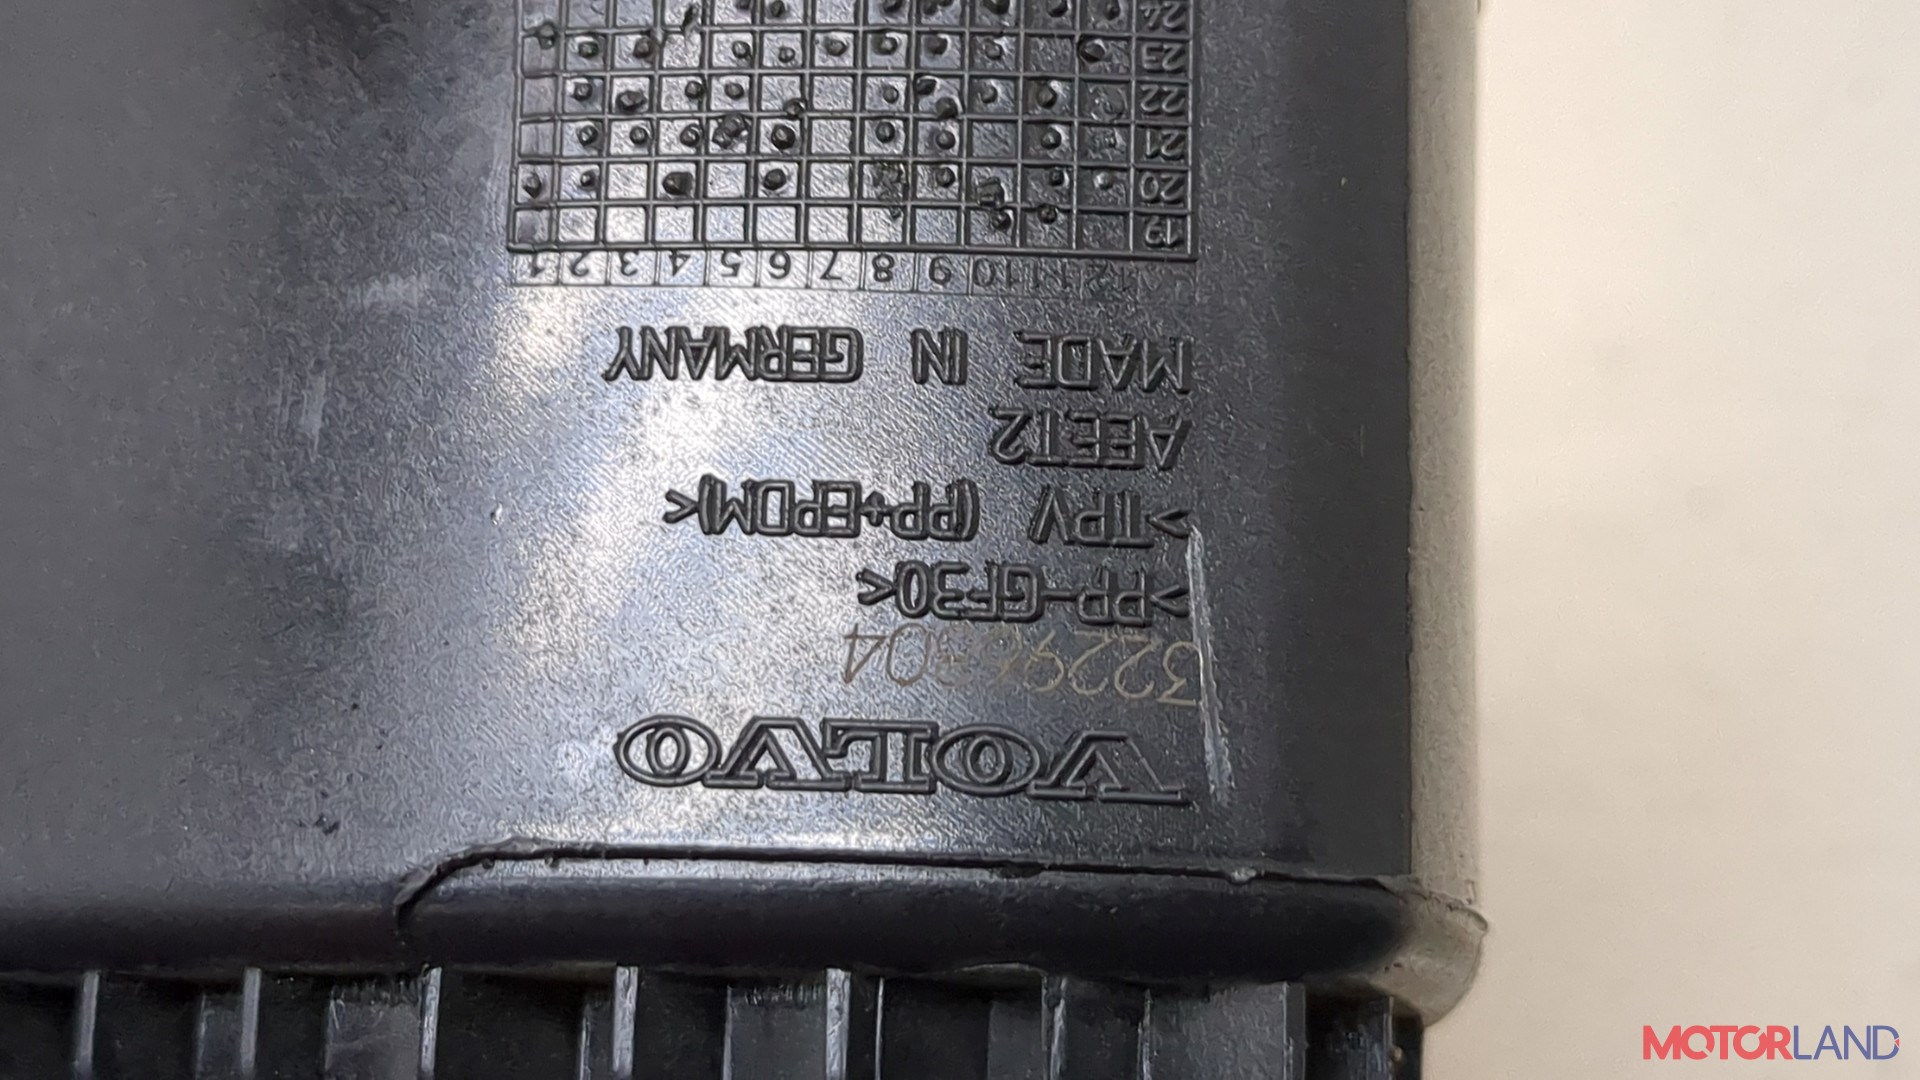 VOLVO
>PP-GF30<
>TPV (PP+EPDM)<
AEET2
MADE IN GERMANY
12 11 10 9 8 7 6 5 4 3 2 1
19
20
21
22
23
24
MOTORLAND